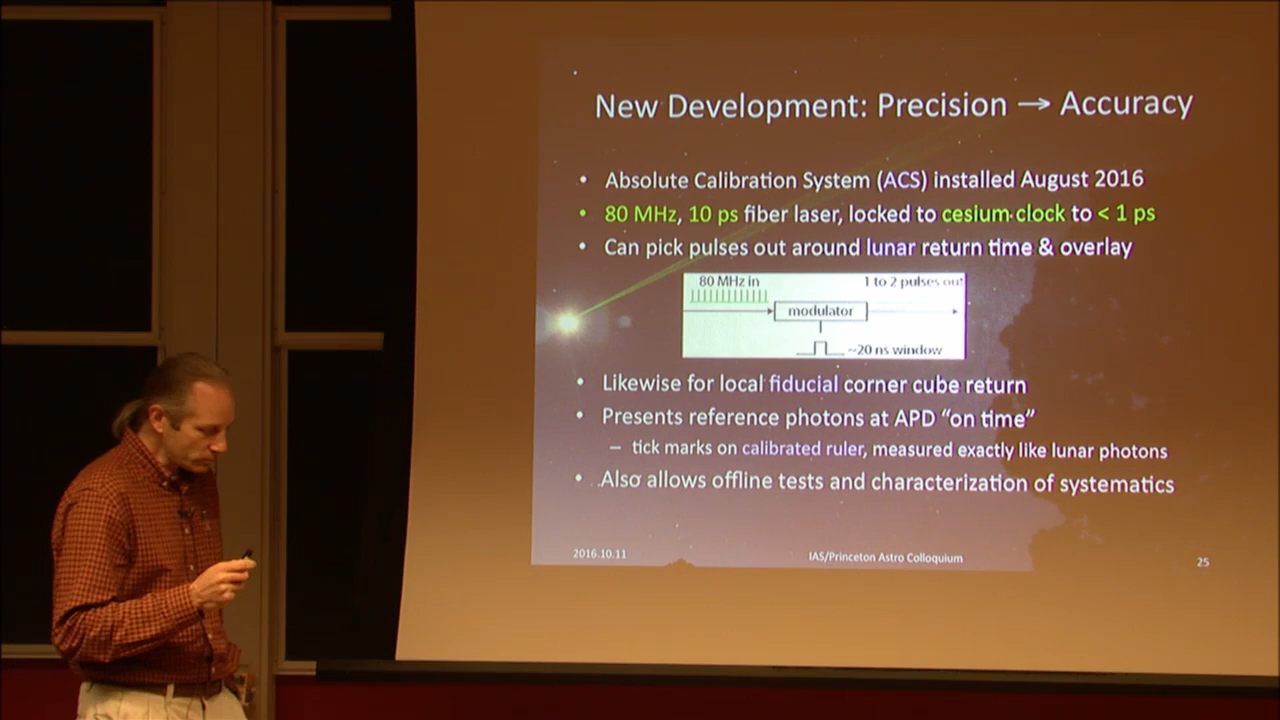 New Development: Precision → Accuracy
• Absolute Calibration System (ACS) installed August 2016
• 80 MHz, 10 ps fiber laser, locked to cesium clock to < 1 ps
• Can pick pulses out around lunar return time & overlay
80 MHz in 1 to 2 pulses out
modulator
~20 ns window
• Likewise for local fiducial corner cube return
• Presents reference photons at APD “on time”
– tick marks on calibrated ruler, measured exactly like lunar photons
• Also allows offline tests and characterization of systematics
2016.10.11 IAS/Princeton Astro Colloquium 25